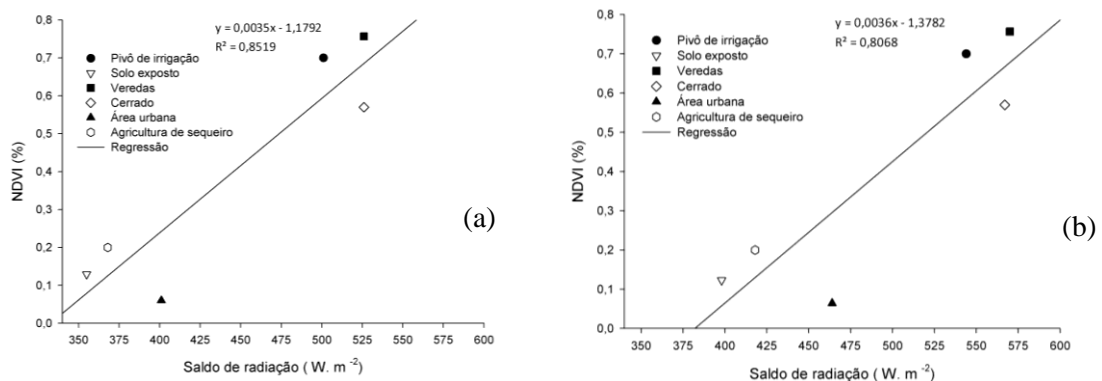 y = 0,0035x - 1,1792
R² = 0,8519
Pivô de irrigação
Solo exposto
Veredas
Cerrado
Área urbana
Agricultura de sequeiro
Regressão
NDVI (%)
0,8
0,7
0,6
0,5
0,4
0,3
0,2
0,1
0,0
350 375 400 425 450 475 500 525 550 575 600
Saldo de radiação ( W. m -2)
(a)
y = 0,0036x - 1,3782
R² = 0,8068
Pivô de irrigação
Solo exposto
Veredas
Cerrado
Área urbana
Agricultura de sequeiro
Regressão
NDVI (%)
0,8
0,7
0,6
0,5
0,4
0,3
0,2
0,1
0,0
350 375 400 425 450 475 500 525 550 575 600
Saldo de radiação ( W. m -2)
(b)